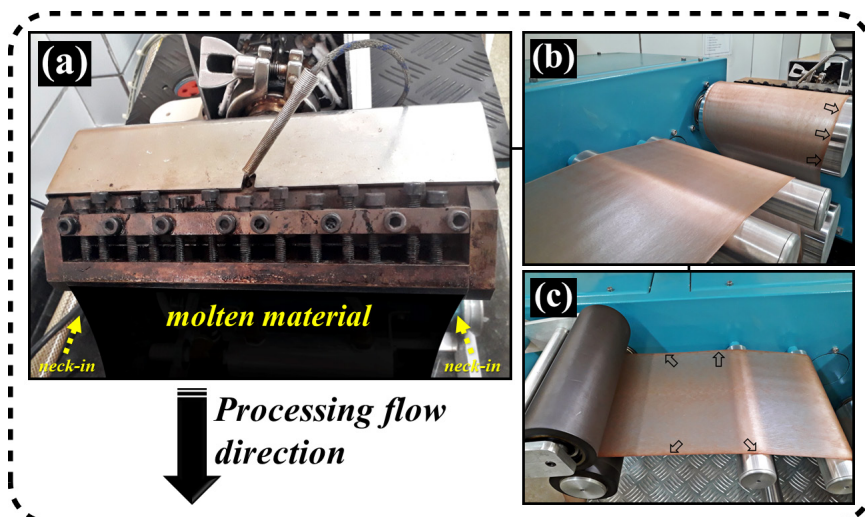 (a)
molten material
neck-in
neck-in
Processing flow
direction
(b)
(c)